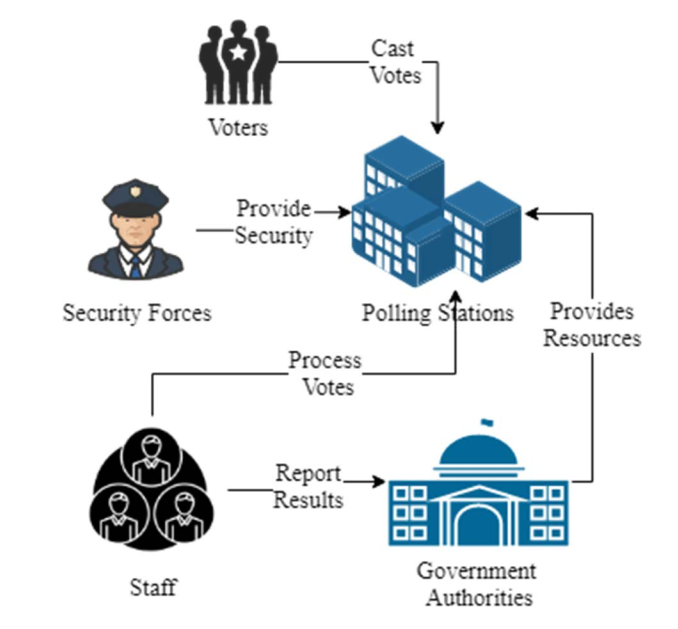 Cast
Votes
Voters
Provide
Security
Security Forces
Polling Stations
Provides
Resources
Process
Votes
Report
Results
Staff
Government
Authorities